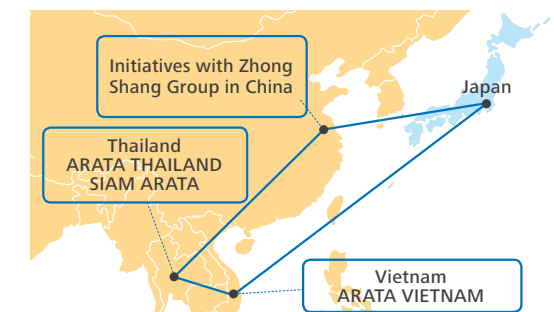 Initiatives with Zhong
Shang Group in China
Japan
Thailand
ARATA THAILAND
SIAM ARATA
Vietnam
ARATA VIETNAM